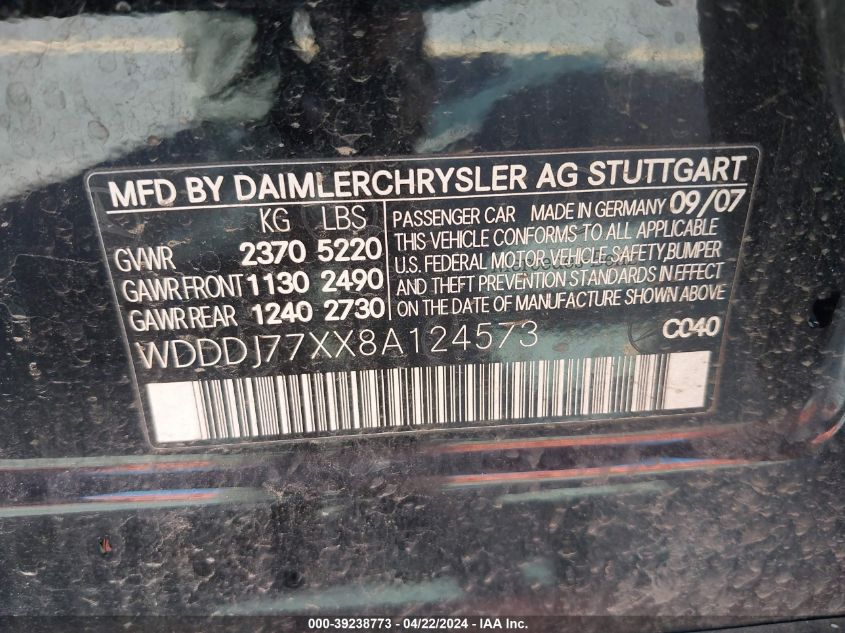 MFD BY DAIMLERCHRYSLER AG STUTTGART
KG LBS
GVWR 2370 5220
GAWR FRONT 1130 2490
GAWR REAR 1240 2730
PASSENGER CAR MADE IN GERMANY 09/07
THIS VEHICLE CONFORMS TO ALL APPLICABLE
U.S. FEDERAL MOTOR VEHICLE SAFETY, BUMPER
AND THEFT PREVENTION STANDARDS IN EFFECT
ON THE DATE OF MANUFACTURE SHOWN ABOVE
WDDDJ77XX8A124573
C040
000-39238773 - 04/22/2024 - IAA Inc.